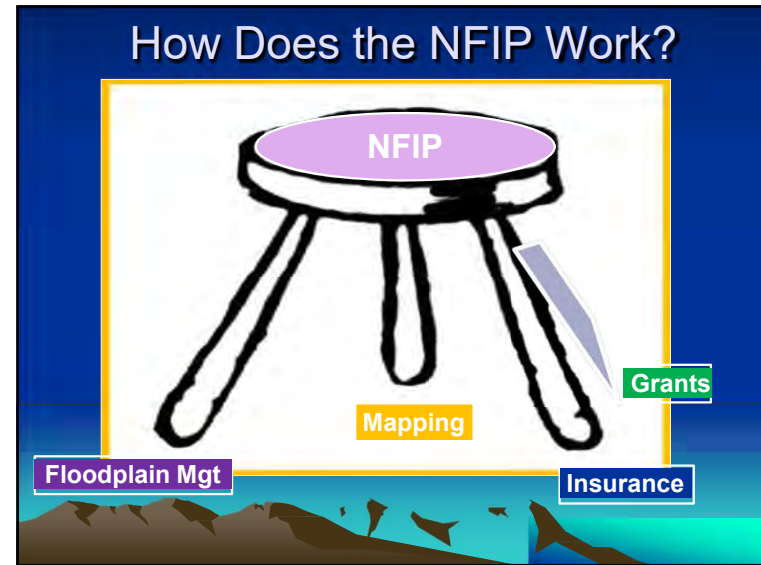 How Does the NFIP Work?
NFIP
Grants
Mapping
Floodplain Mgt
Insurance